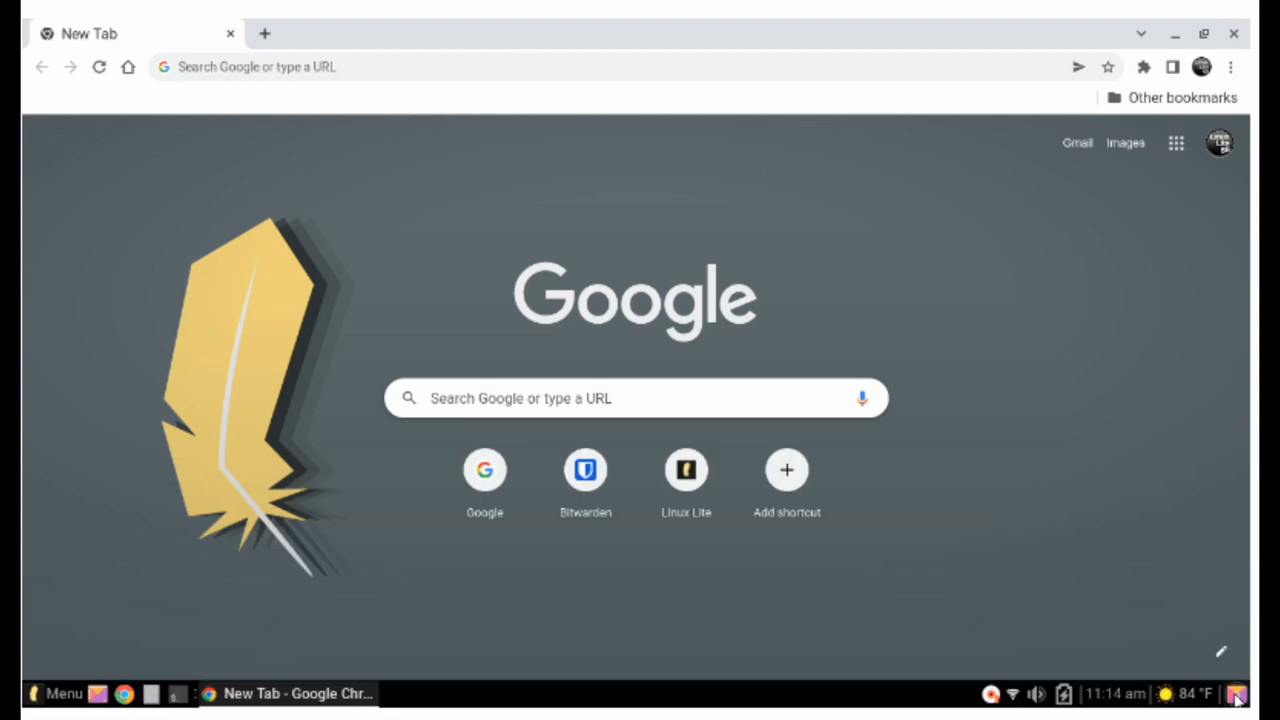 New Tab
Search Google or type a URL
Other bookmarks
Gmail Images
Google
Search Google or type a URL
Google Bitwarden Linux Lite Add shortcut
Menu New Tab - Google Chr... 11:14 am 84 °F